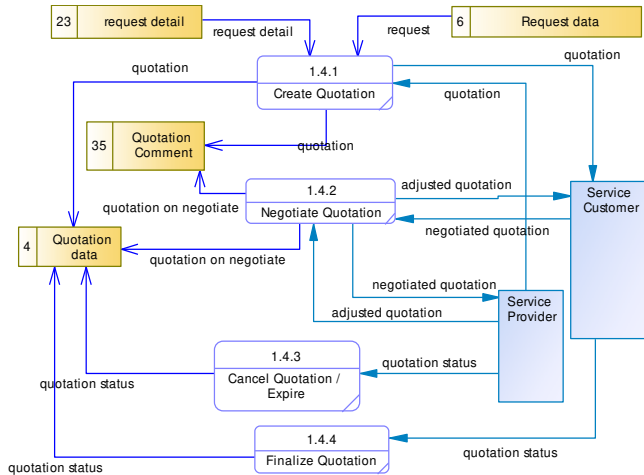 23
request detail
6
Request data
request detail
request
quotation
quotation
1.4.1
Create Quotation
quotation
35
Quotation
Comment
quotation
1.4.2
Negotiate Quotation
adjusted quotation
Service
Customer
quotation on negotiate
negotiated quotation
4
Quotation
data
quotation on negotiate
negotiated quotation
adjusted quotation
Service
Provider
1.4.3
Cancel Quotation /
Expire
quotation status
quotation status
1.4.4
Finalize Quotation
quotation status
quotation status